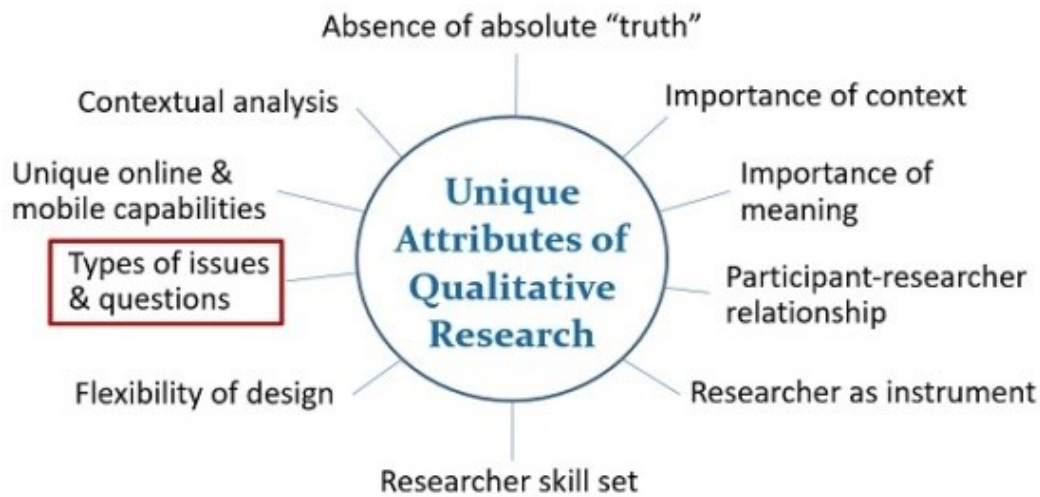 Absence of absolute “truth”
Contextual analysis
Importance of context
Unique online &
mobile capabilities
Importance of
meaning
Unique
Attributes of
Qualitative
Research
Types of issues
& questions
Participant-researcher
relationship
Flexibility of design
Researcher as instrument
Researcher skill set